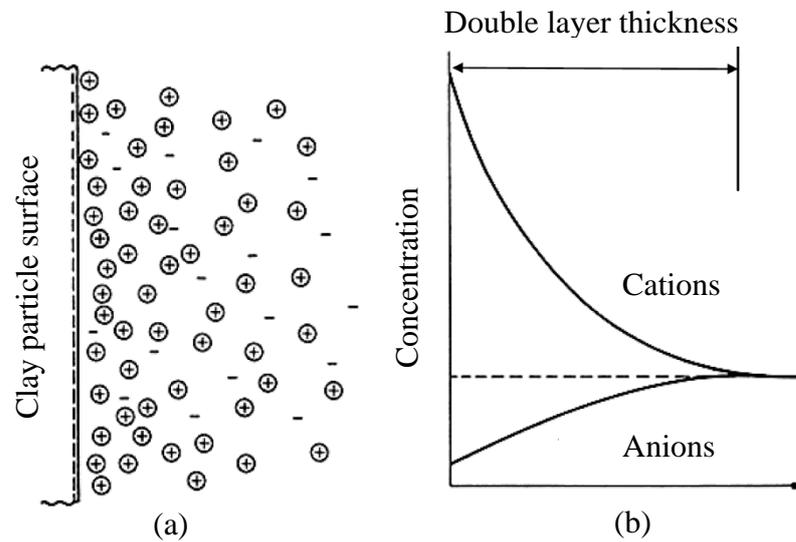 Double layer thickness
Clay particle surface
Concentration
Cations
Anions
(a)
(b)